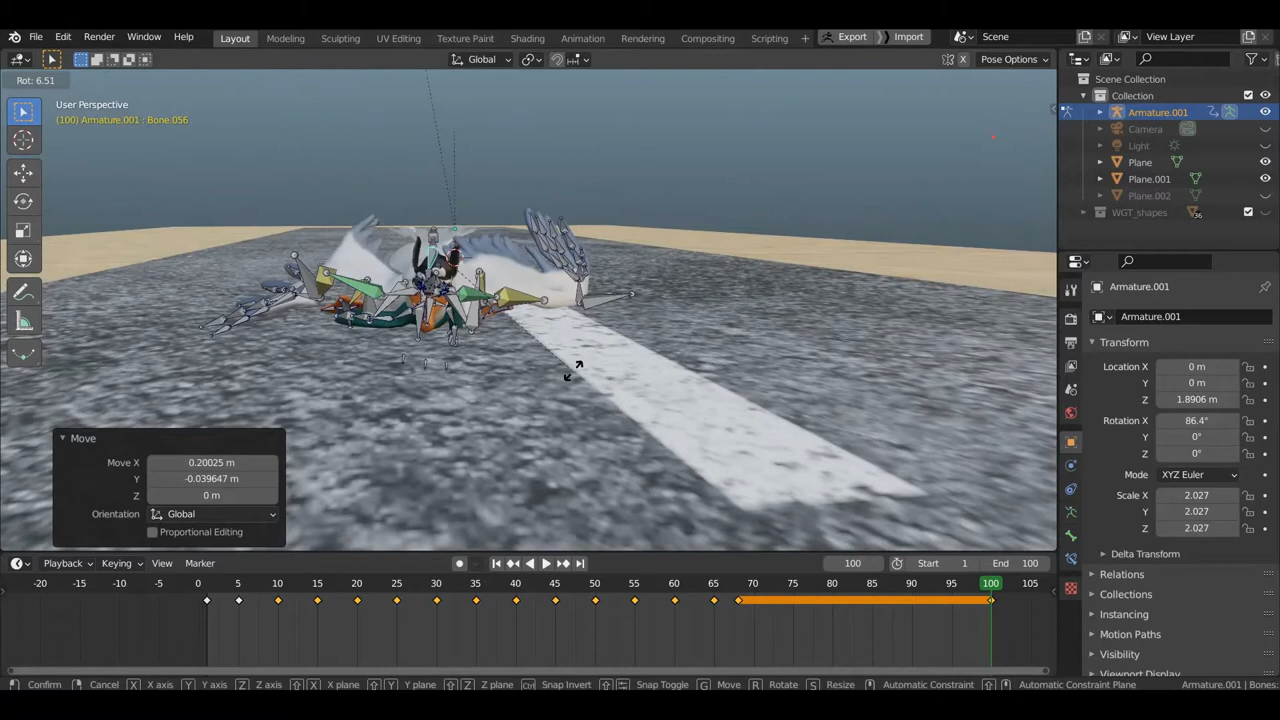 File Edit Render Window Help Layout Modeling Sculpting UV Editing Texture Paint Shading Animation Rendering Compositing Scripting + Export Import Scene View Layer
Global X Pose Options
Rot: 6.51
User Perspective
(100) Armature.001 : Bone.056
Scene Collection
Collection
Armature.001
Camera
Light
Plane
Plane.001
Plane.002
WGT_shapes 36
Armature.001
Armature.001
Transform
Location X 0 m
Y 0 m
Z 1.8906 m
Rotation X 86.4°
Y 0°
Z 0°
Mode XYZ Euler
Scale X 2.027
Y 2.027
Z 2.027
Delta Transform
Relations
Collections
Instancing
Motion Paths
Visibility
Viewport Display
Move
Move X 0.20025 m
Y -0.039647 m
Z 0 m
Orientation Global
Proportional Editing
Playback Keying View Marker 100 Start 1 End 100
-20 -10 -5 0 5 10 15 20 25 30 35 40 45 50 55 60 65 70 75 80 85 90 95 100 105
Confirm Cancel X X axis Y Y axis Z Z axis X X plane Y Y plane Z Z plane Ctrl Snap Invert Snap Toggle G Move R Rotate S Resize Automatic Constraint Automatic Constraint Plane Armature.001 | Bones: